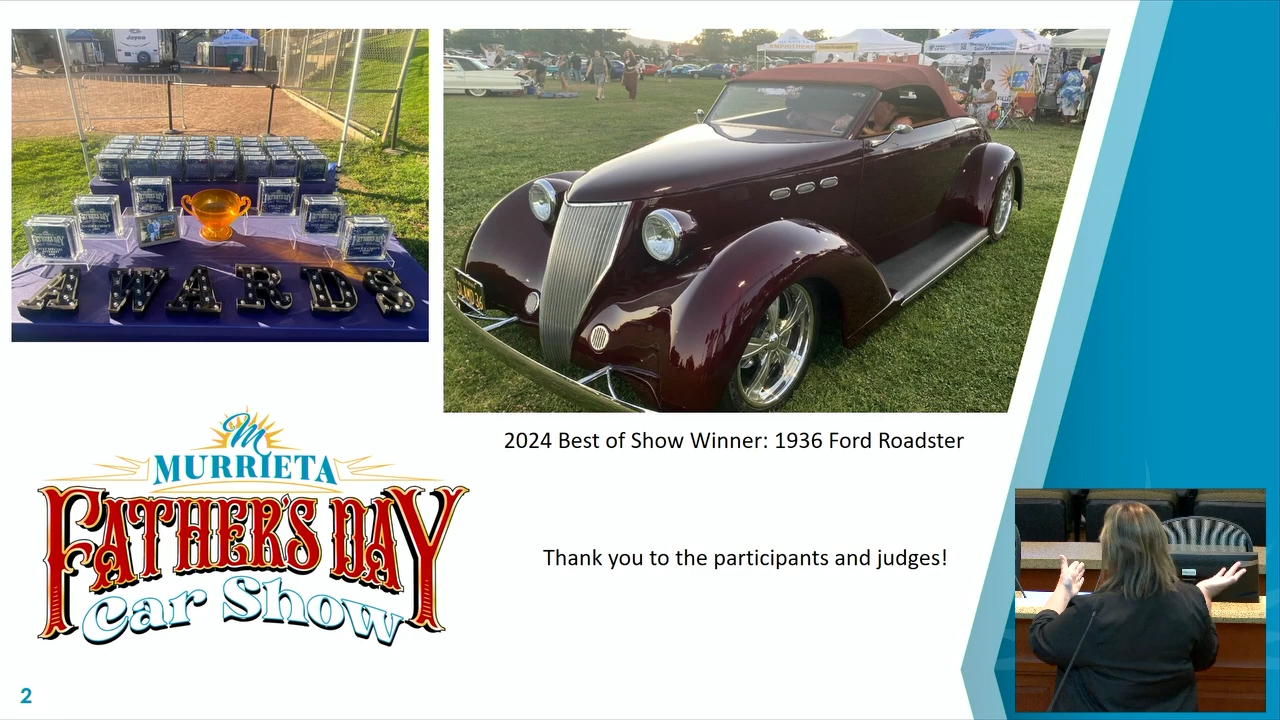 AWARDS
2024 Best of Show Winner: 1936 Ford Roadster
M
MURRIETA
FATHER'S DAY
Car Show
Thank you to the participants and judges!
2